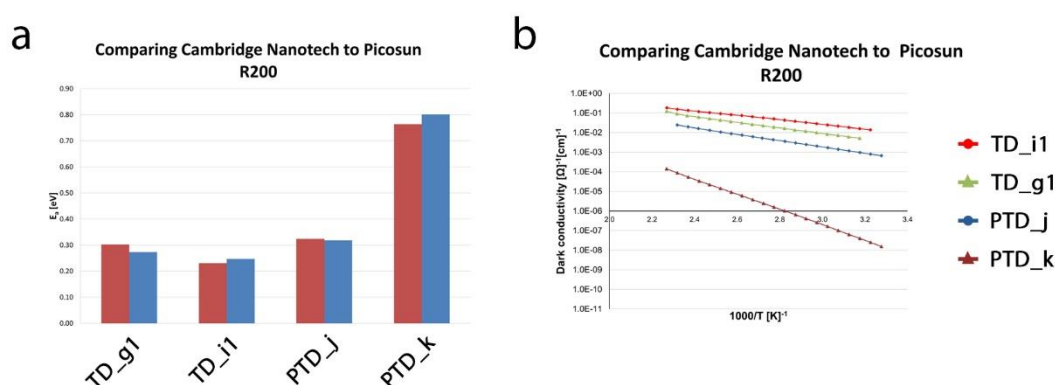 a
Comparing Cambridge Nanotech to Picosun
R200
0.90
0.80
0.70
0.60
0.50
0.40
0.30
0.20
0.10
0.00
Ea [eV]
TD_g1
TD_i1
PTD_j
PTD_k
b
Comparing Cambridge Nanotech to Picosun
R200
1.0E+00
1.0E-01
1.0E-02
1.0E-03
1.0E-04
1.0E-05
1.0E-06
1.0E-07
1.0E-08
1.0E-09
1.0E-10
1.0E-11
2.0 2.2 2.4 2.6 2.8 3.0 3.2 3.4
Dark conductivity [Ω]⁻¹[cm]⁻¹
1000/T [K]⁻¹
TD_i1
TD_g1
PTD_j
PTD_k